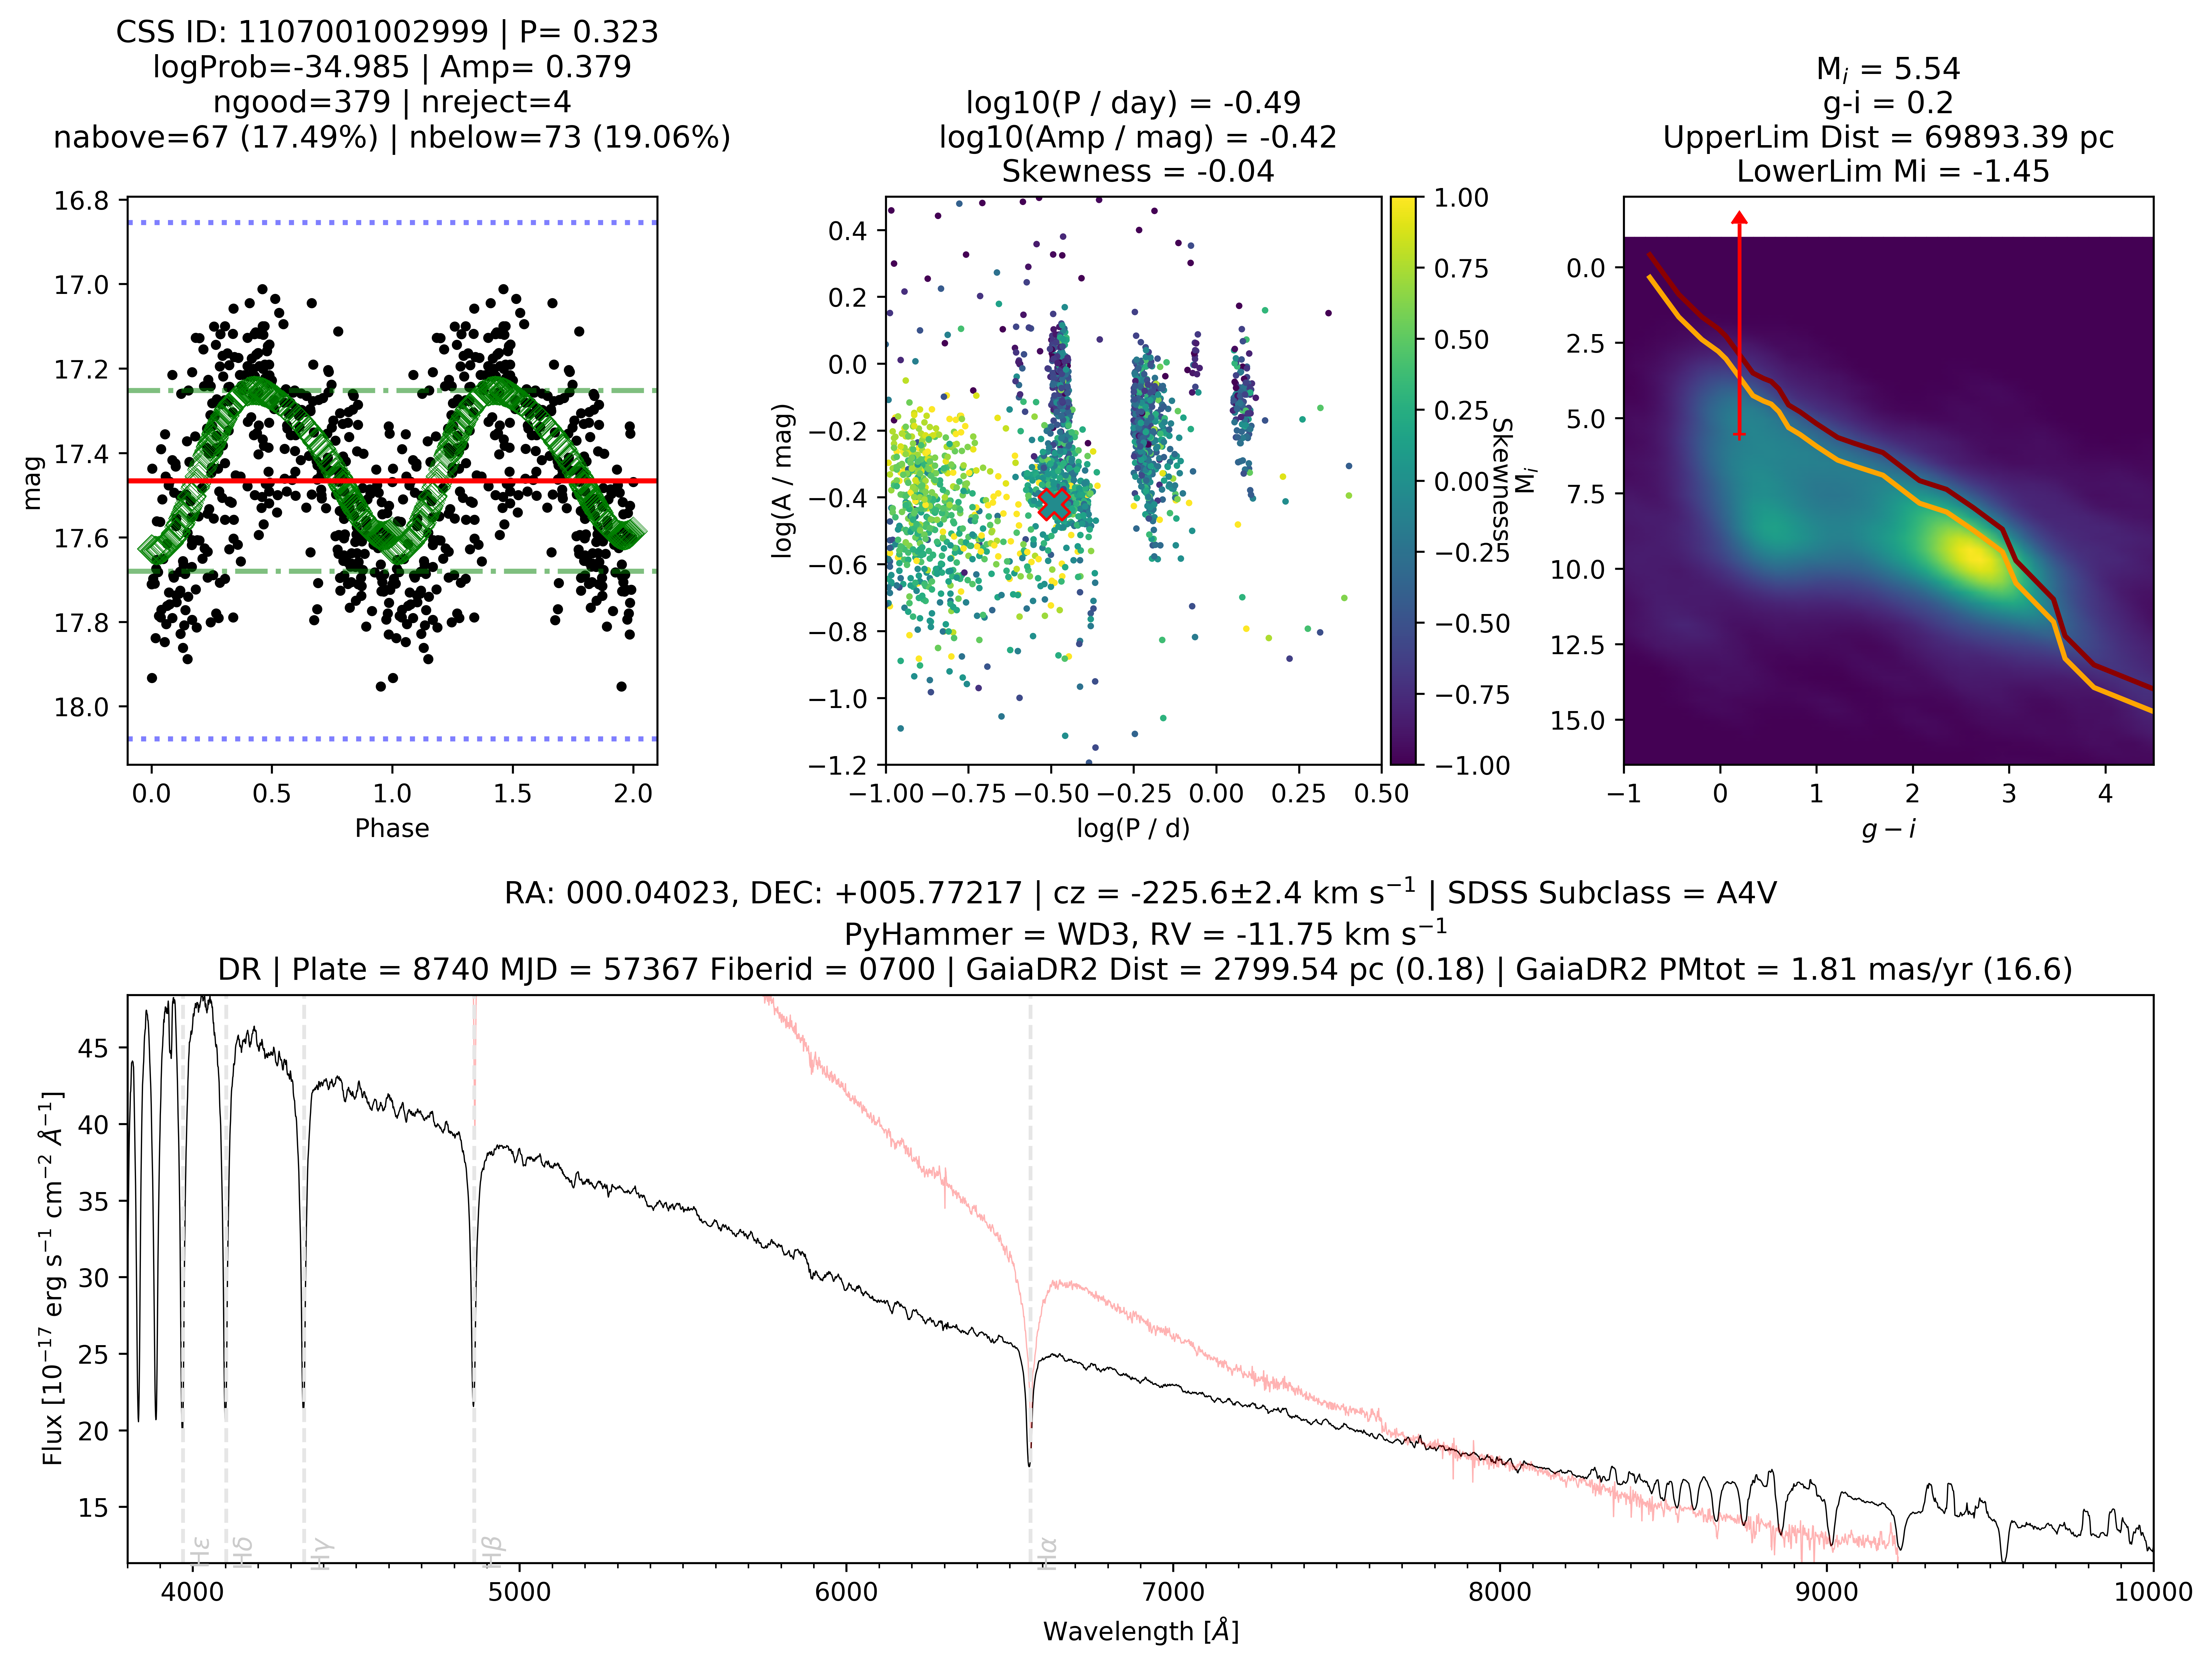 CSS ID: 1107001002999 | P= 0.323
logProb=-34.985 | Amp= 0.379
ngood=379 | nreject=4
nabove=67 (17.49%) | nbelow=73 (19.06%)
16.8
17.0
17.2
17.4
17.6
17.8
18.0
mag
0.0 0.5 1.0 1.5 2.0
Phase
log10(P / day) = -0.49
log10(Amp / mag) = -0.42
Skewness = -0.04
0.4
0.2
0.0
−0.2
−0.4
−0.6
−0.8
−1.0
−1.2
log(A / mag)
−1.00 −0.75 −0.50 −0.25 0.00 0.25 0.50
log(P / d)
1.00
0.75
0.50
0.25
0.00
−0.25
−0.50
−0.75
−1.00
Skewness
M$_i$ = 5.54
g-i = 0.2
UpperLim Dist = 69893.39 pc
LowerLim Mi = -1.45
0.0
2.5
5.0
7.5
10.0
12.5
15.0
M$_i$
−1 0 1 2 3 4
g − i
RA: 000.04023, DEC: +005.77217 | cz = -225.6±2.4 km s⁻¹ | SDSS Subclass = A4V
PyHammer = WD3, RV = -11.75 km s⁻¹
DR | Plate = 8740 MJD = 57367 Fiberid = 0700 | GaiaDR2 Dist = 2799.54 pc (0.18) | GaiaDR2 PMtot = 1.81 mas/yr (16.6)
45
40
35
30
25
20
15
Flux [10⁻¹⁷ erg s⁻¹ cm⁻² Å⁻¹]
Hε
Hδ
Hγ
Hβ
Hα
4000 5000 6000 7000 8000 9000 10000
Wavelength [Å]